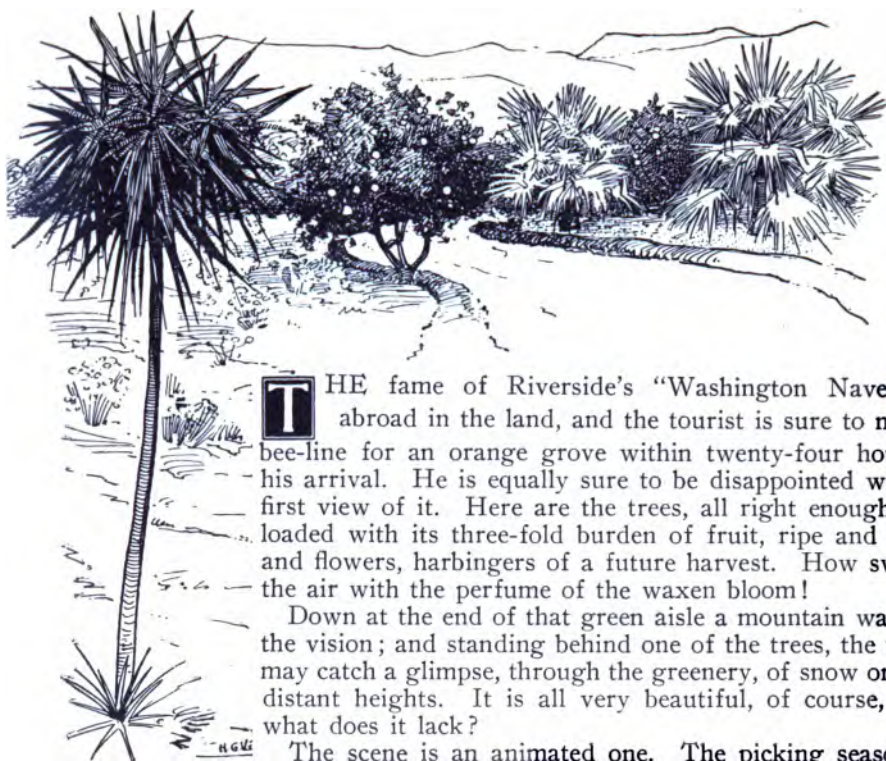 THE fame of Riverside's "Washington Nave
abroad in the land, and the tourist is sure to
bee-line for an orange grove within twenty-four
his arrival. He is equally sure to be disappointed
first view of it. Here are the trees, all right enough
loaded with its three-fold burden of fruit, ripe and
and flowers, harbingers of a future harvest. How
the air with the perfume of the waxen bloom!
Down at the end of that green aisle a mountain
the vision; and standing behind one of the trees, the
may catch a glimpse, through the greenery, of snow
distant heights. It is all very beautiful, of course,
what does it lack?
The scene is an animated one. The picking